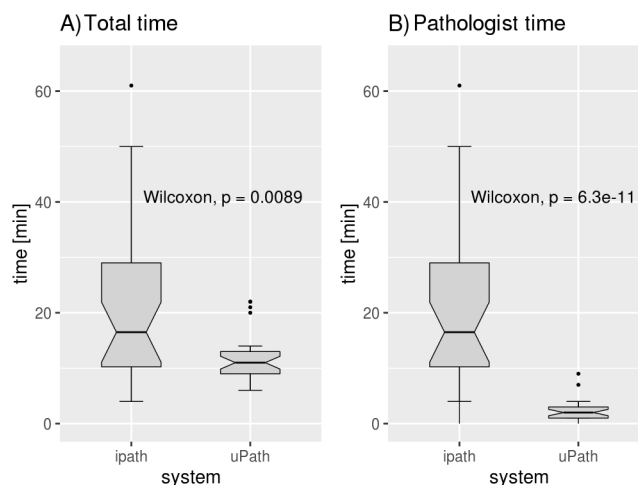 A) Total time
60
40
20
0
time [min]
Wilcoxon, p = 0.0089
ipath
uPath
system
B) Pathologist time
60
40
20
0
time [min]
Wilcoxon, p = 6.3e-11
ipath
uPath
system